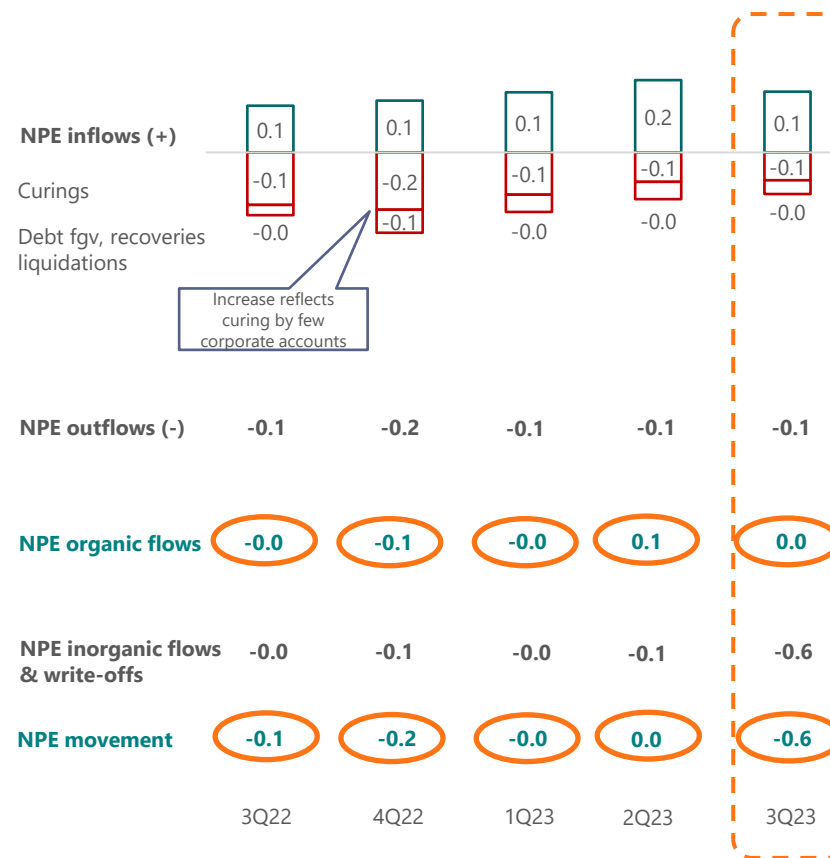 NPE inflows (+) 0.1 0.1 0.1 0.2 0.1
Curings -0.1 -0.2 -0.1 -0.1 -0.1
Debt fgv, recoveries
liquidations -0.0 -0.1 -0.0 -0.0 -0.0
Increase reflects
curing by few
corporate accounts
NPE outflows (-) -0.1 -0.2 -0.1 -0.1 -0.1
NPE organic flows -0.0 -0.1 -0.0 0.1 0.0
NPE inorganic flows
& write-offs -0.0 -0.1 -0.0 -0.1 -0.6
NPE movement -0.1 -0.2 -0.0 0.0 -0.6
3Q22 4Q22 1Q23 2Q23 3Q23